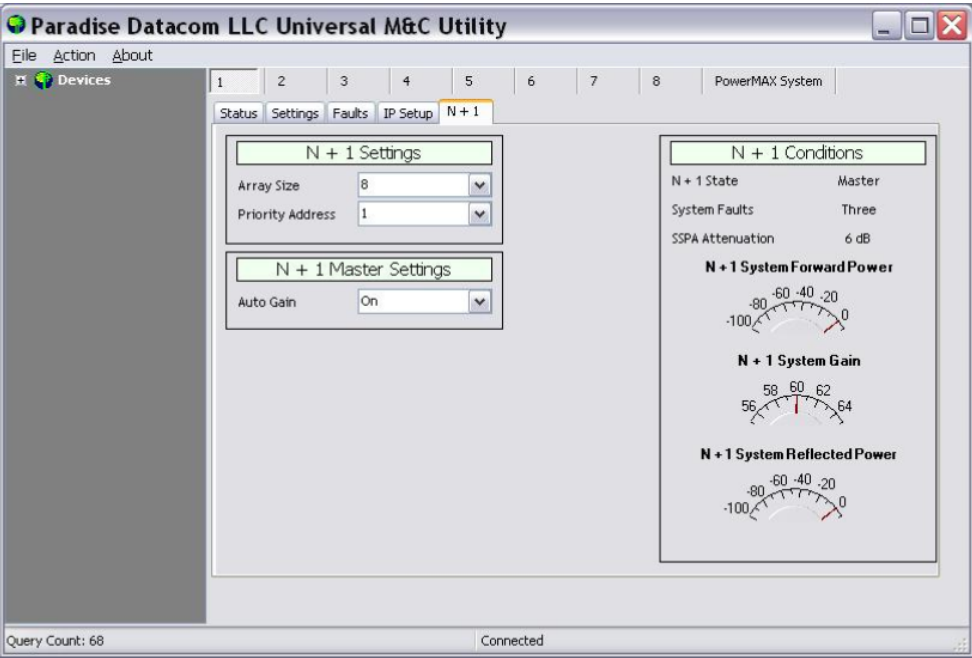 Paradise Datacom LLC Universal M&C Utility
File Action About
Devices
1 2 3 4 5 6 7 8 PowerMAX System
Status Settings Faults IP Setup N + 1
N + 1 Settings
Array Size 8
Priority Address 1
N + 1 Master Settings
Auto Gain On
N + 1 Conditions
N + 1 State Master
System Faults Three
SSPA Attenuation 6 dB
N + 1 System Forward Power
-100 -80 -60 -40 -20 0
N + 1 System Gain
56 58 60 62 64
N + 1 System Reflected Power
-100 -80 -60 -40 -20 0
Query Count: 68 Connected